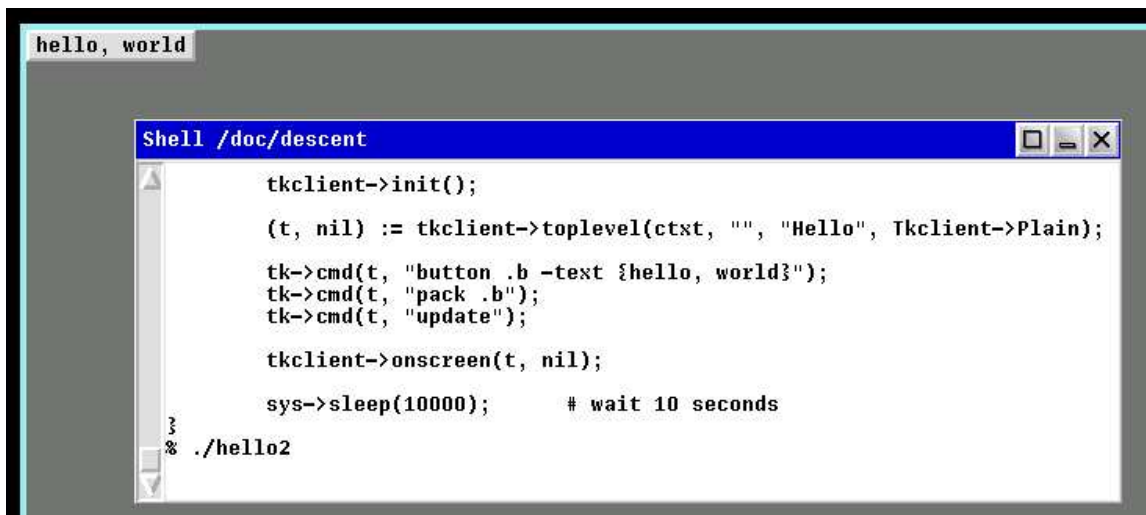 hello, world
Shell /doc/descent
tkclient->init();
(t, nil) := tkclient->toplevel(ctxt, "", "Hello", Tkclient->Plain);
tk->cmd(t, "button .b -text {hello, world}");
tk->cmd(t, "pack .b");
tk->cmd(t, "update");
tkclient->onscreen(t, nil);
sys->sleep(10000); # wait 10 seconds
}
% ./hello2